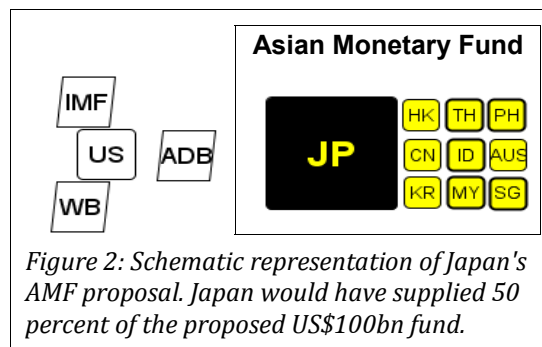 Asian Monetary Fund
IMF
US
ADB
WB
JP
HK TH PH
CN ID AUS
KR MY SG
Figure 2: Schematic representation of Japan's
AMF proposal. Japan would have supplied 50
percent of the proposed US$100bn fund.